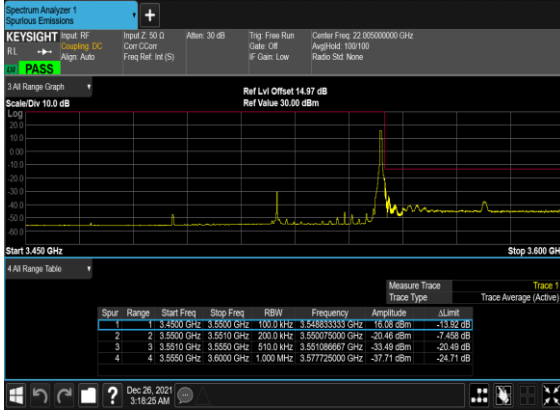 Spectrum Analyzer 1
Spurious Emissions
+
KEYSIGHT Input: RF Input Z: 50 Ω Atten: 30 dB Trig: Free Run Center Freq: 22.005000000 GHz
RL Coupling: DC Corr CCorr Gate: Off Avg|Hold: 100/100
Align: Auto Freq Ref: Int (S) IF Gain: Low Radio Std: None
PASS
3 All Range Graph
Ref Lvl Offset 14.97 dB
Scale/Div 10.0 dB Ref Value 30.00 dBm
Log
20.0
10.0
0.00
-10.0
-20.0
-30.0
-40.0
-50.0
-60.0
Start 3.450 GHz Stop 3.600 GH
4 All Range Table
Measure Trace Trace 1
Trace Type Trace Average (Active)
Spur Range Start Freq Stop Freq RBW Frequency Amplitude ΔLimit
1 1 3.4500 GHz 3.5500 GHz 100.0 kHz 3.548833333 GHz 16.08 dBm -13.92 dB
2 2 3.5500 GHz 3.5510 GHz 200.0 kHz 3.550075000 GHz -20.46 dBm -7.458 dB
3 3 3.5510 GHz 3.5550 GHz 510.0 kHz 3.551086667 GHz -33.49 dBm -20.49 dB
4 4 3.5550 GHz 3.6000 GHz 1.000 MHz 3.577725000 GHz -37.71 dBm -24.71 dB
? Dec 26, 2021
3:18:25 AM